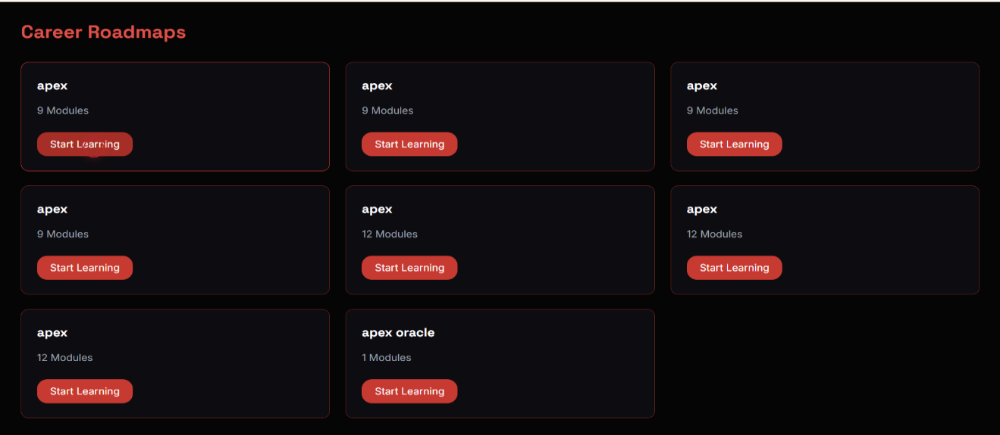 Career Roadmaps
apex
9 Modules
Start Learning
apex
9 Modules
Start Learning
apex
9 Modules
Start Learning
apex
9 Modules
Start Learning
apex
12 Modules
Start Learning
apex
12 Modules
Start Learning
apex
12 Modules
Start Learning
apex oracle
1 Modules
Start Learning